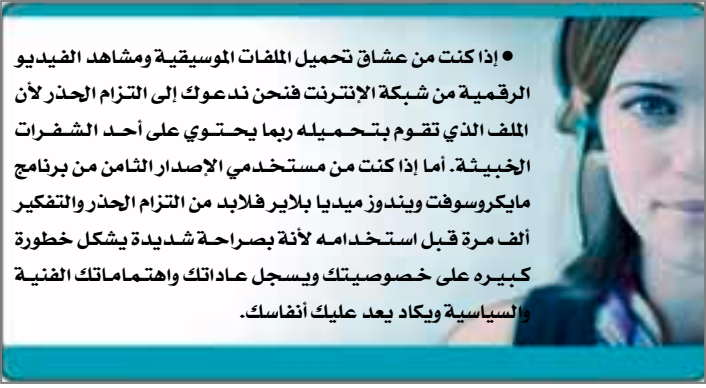 ● إذا كنت من عشاق تحميل الملفات الموسيقية ومشاهد الفيديو
الرقمية من شبكة الإنترنت فنحن ندعوك إلى التزام الحذر لأن
الملف الذي تقوم بتحميله ربما يحتوي على أحد الشفرات
الخبيثة. أما إذا كنت من مستخدمي الإصدار الثامن من برنامج
مايكروسوفت ويندوز ميديا بلاير فلابد من التزام الحذر والتفكير
ألف مرة قبل استخدامه لأنة بصراحة شديدة يشكل خطورة
كبيره على خصوصيتك ويسجل عاداتك واهتماماتك الفنية
والسياسية ويكاد يعد عليك أنفاسك.